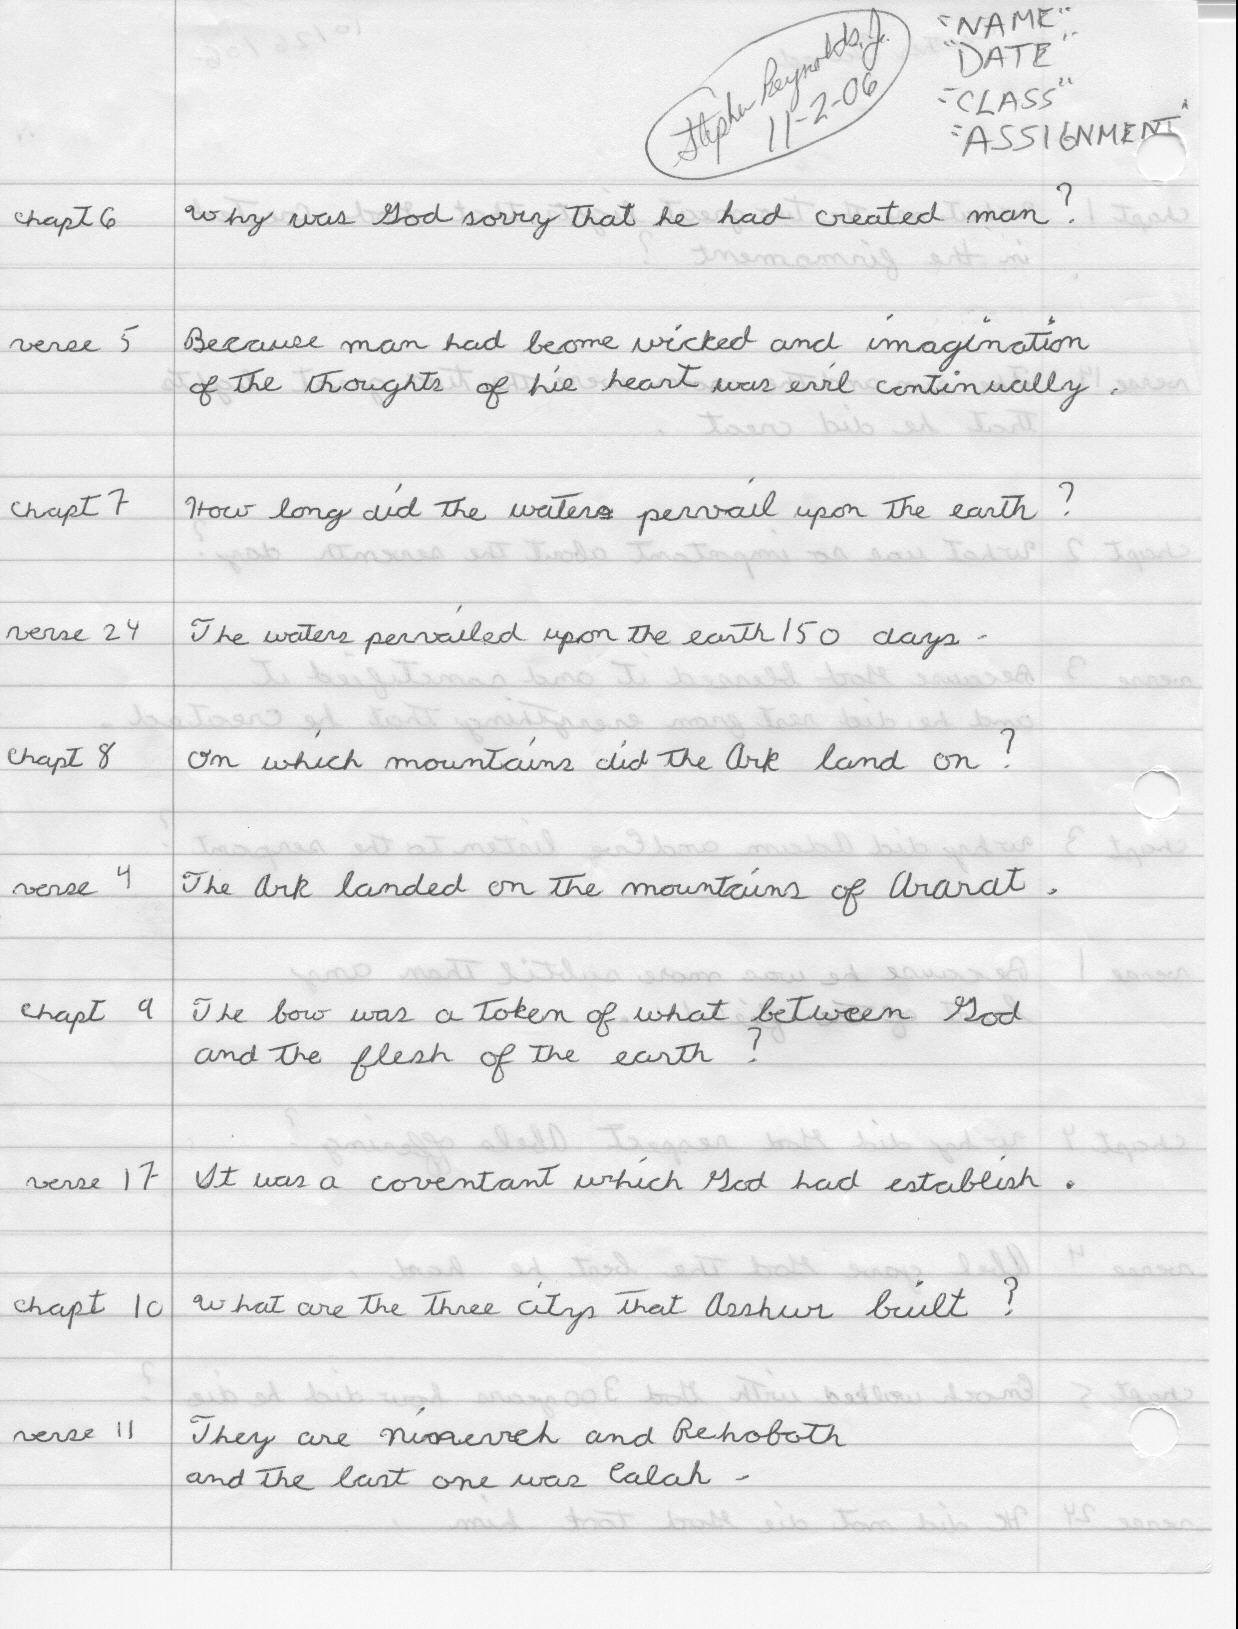 Stephen Reynolds, Jr.
11-2-06
"NAME"
"DATE"
"CLASS"
"ASSIGNMENT"
chapt 6 Why was God sorry that he had created man?
verse 5 Because man had beome wicked and imagination
of the thoughts of hie heart was evil continually.
chapt 7 How long did the waters pervail upon the earth?
verse 24 The waters pervailed upon the earth 150 days.
chapt 8 On which mountains did the Ark land on?
verse 4 The Ark landed on the mountains of Ararat.
chapt 9 The bow was a token of what between God
and the flesh of the earth?
verse 17 It was a coventant which God had establish.
chapt 10 What are the three citys that Asshur built?
verse 11 They are and Rehoboth
and the last one was Calah.